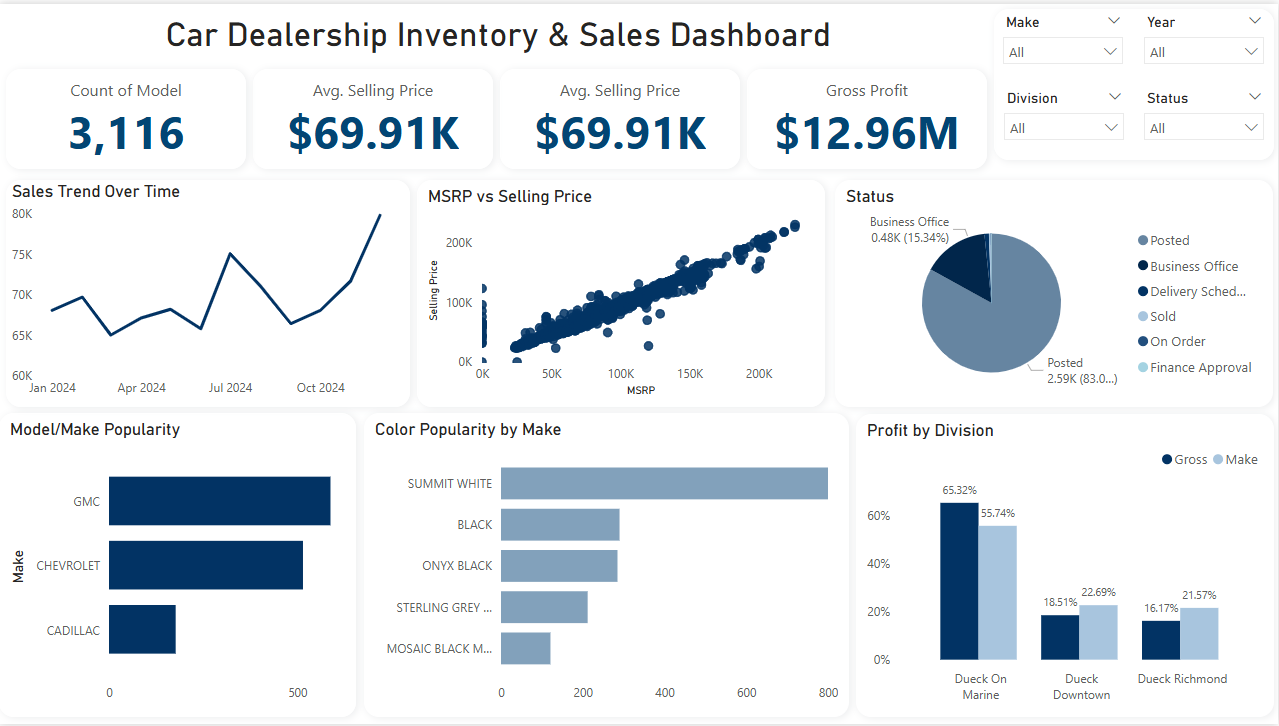 Car Dealership Inventory & Sales Dashboard
Make
All
Year
All
Division
All
Status
All
Count of Model
3,116
Avg. Selling Price
$69.91K
Avg. Selling Price
$69.91K
Gross Profit
$12.96M
Sales Trend Over Time
80K
75K
70K
65K
60K
Jan 2024
Apr 2024
Jul 2024
Oct 2024
MSRP vs Selling Price
Selling Price
200K
100K
0K
0K
50K
100K
150K
200K
MSRP
Status
Business Office
0.48K (15.34%)
Posted
2.59K (83.0...)
Posted
Business Office
Delivery Sched...
Sold
On Order
Finance Approval
Model/Make Popularity
Make
GMC
CHEVROLET
CADILLAC
0
500
Color Popularity by Make
SUMMIT WHITE
BLACK
ONYX BLACK
STERLING GREY ...
MOSAIC BLACK M...
0
200
400
600
800
Profit by Division
Gross
Make
60%
40%
20%
0%
65.32%
55.74%
18.51%
22.69%
16.17%
21.57%
Dueck On
Marine
Dueck
Downtown
Dueck Richmond